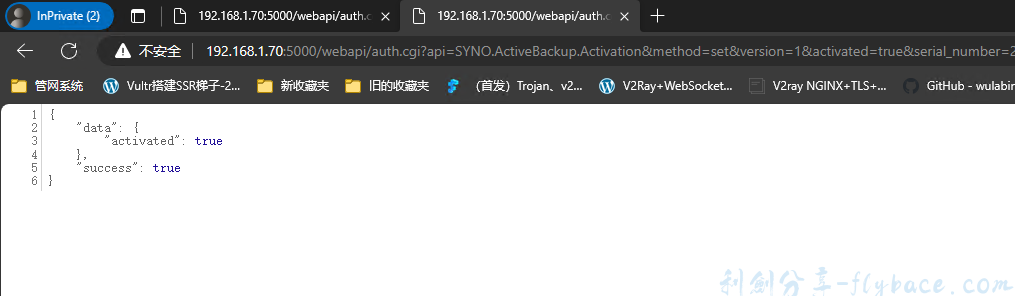 InPrivate (2)
192.168.1.70:5000/webapi/auth.c
192.168.1.70:5000/webapi/auth.c
不安全
192.168.1.70:5000/webapi/auth.cgi?api=SYNO.ActiveBackup.Activation&method=set&version=1&activated=true&serial_number=2
管网系统
Vultr搭建SSR梯子-2...
新收藏夹
旧的收藏夹
(首发) Trojan、v2...
V2Ray+WebSocket...
V2ray NGINX+TLS+...
GitHub - wulabin
1 {
2 "data": {
3 "activated": true
4 },
5 "success": true
6 }
利剑分享-flybace.com